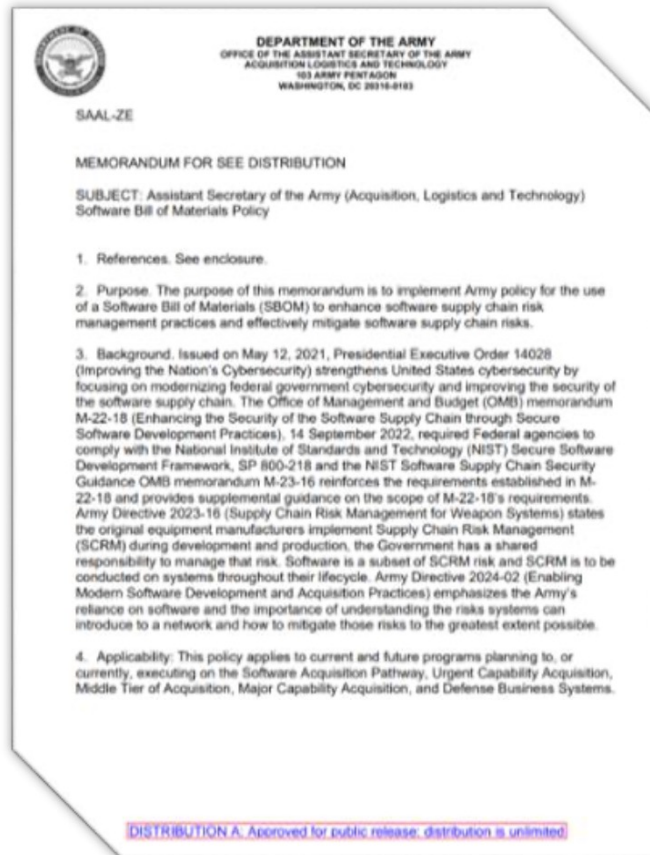 DEPARTMENT OF THE ARMY
OFFICE OF THE ASSISTANT SECRETARY OF THE ARMY
ACQUISITION LOGISTICS AND TECHNOLOGY
103 ARMY PENTAGON
WASHINGTON, DC 20310-0103
SAAL-ZE
MEMORANDUM FOR SEE DISTRIBUTION
SUBJECT: Assistant Secretary of the Army (Acquisition, Logistics and Technology)
Software Bill of Materials Policy
1. References. See enclosure.
2. Purpose. The purpose of this memorandum is to implement Army policy for the use
of a Software Bill of Materials (SBOM) to enhance software supply chain risk
management practices and effectively mitigate software supply chain risks.
3. Background. Issued on May 12, 2021, Presidential Executive Order 14028
(Improving the Nation's Cybersecurity) strengthens United States cybersecurity by
focusing on modernizing federal government cybersecurity and improving the security of
the software supply chain. The Office of Management and Budget (OMB) memorandum
M-22-18 (Enhancing the Security of the Software Supply Chain through Secure
Software Development Practices), 14 September 2022, required Federal agencies to
comply with the National Institute of Standards and Technology (NIST) Secure Software
Development Framework, SP 800-218 and the NIST Software Supply Chain Security
Guidance OMB memorandum M-23-16 reinforces the requirements established in M-
22-18 and provides supplemental guidance on the scope of M-22-18's requirements.
Army Directive 2023-16 (Supply Chain Risk Management for Weapon Systems) states
the original equipment manufacturers implement Supply Chain Risk Management
(SCRM) during development and production, the Government has a shared
responsibility to manage that risk. Software is a subset of SCRM risk and SCRM is to be
conducted on systems throughout their lifecycle. Army Directive 2024-02 (Enabling
Modern Software Development and Acquisition Practices) emphasizes the Army's
reliance on software and the importance of understanding the risks systems can
introduce to a network and how to mitigate those risks to the greatest extent possible.
4. Applicability: This policy applies to current and future programs planning to, or
currently, executing on the Software Acquisition Pathway, Urgent Capability Acquisition,
Middle Tier of Acquisition, Major Capability Acquisition, and Defense Business Systems.
DISTRIBUTION A: Approved for public release: distribution is unlimited